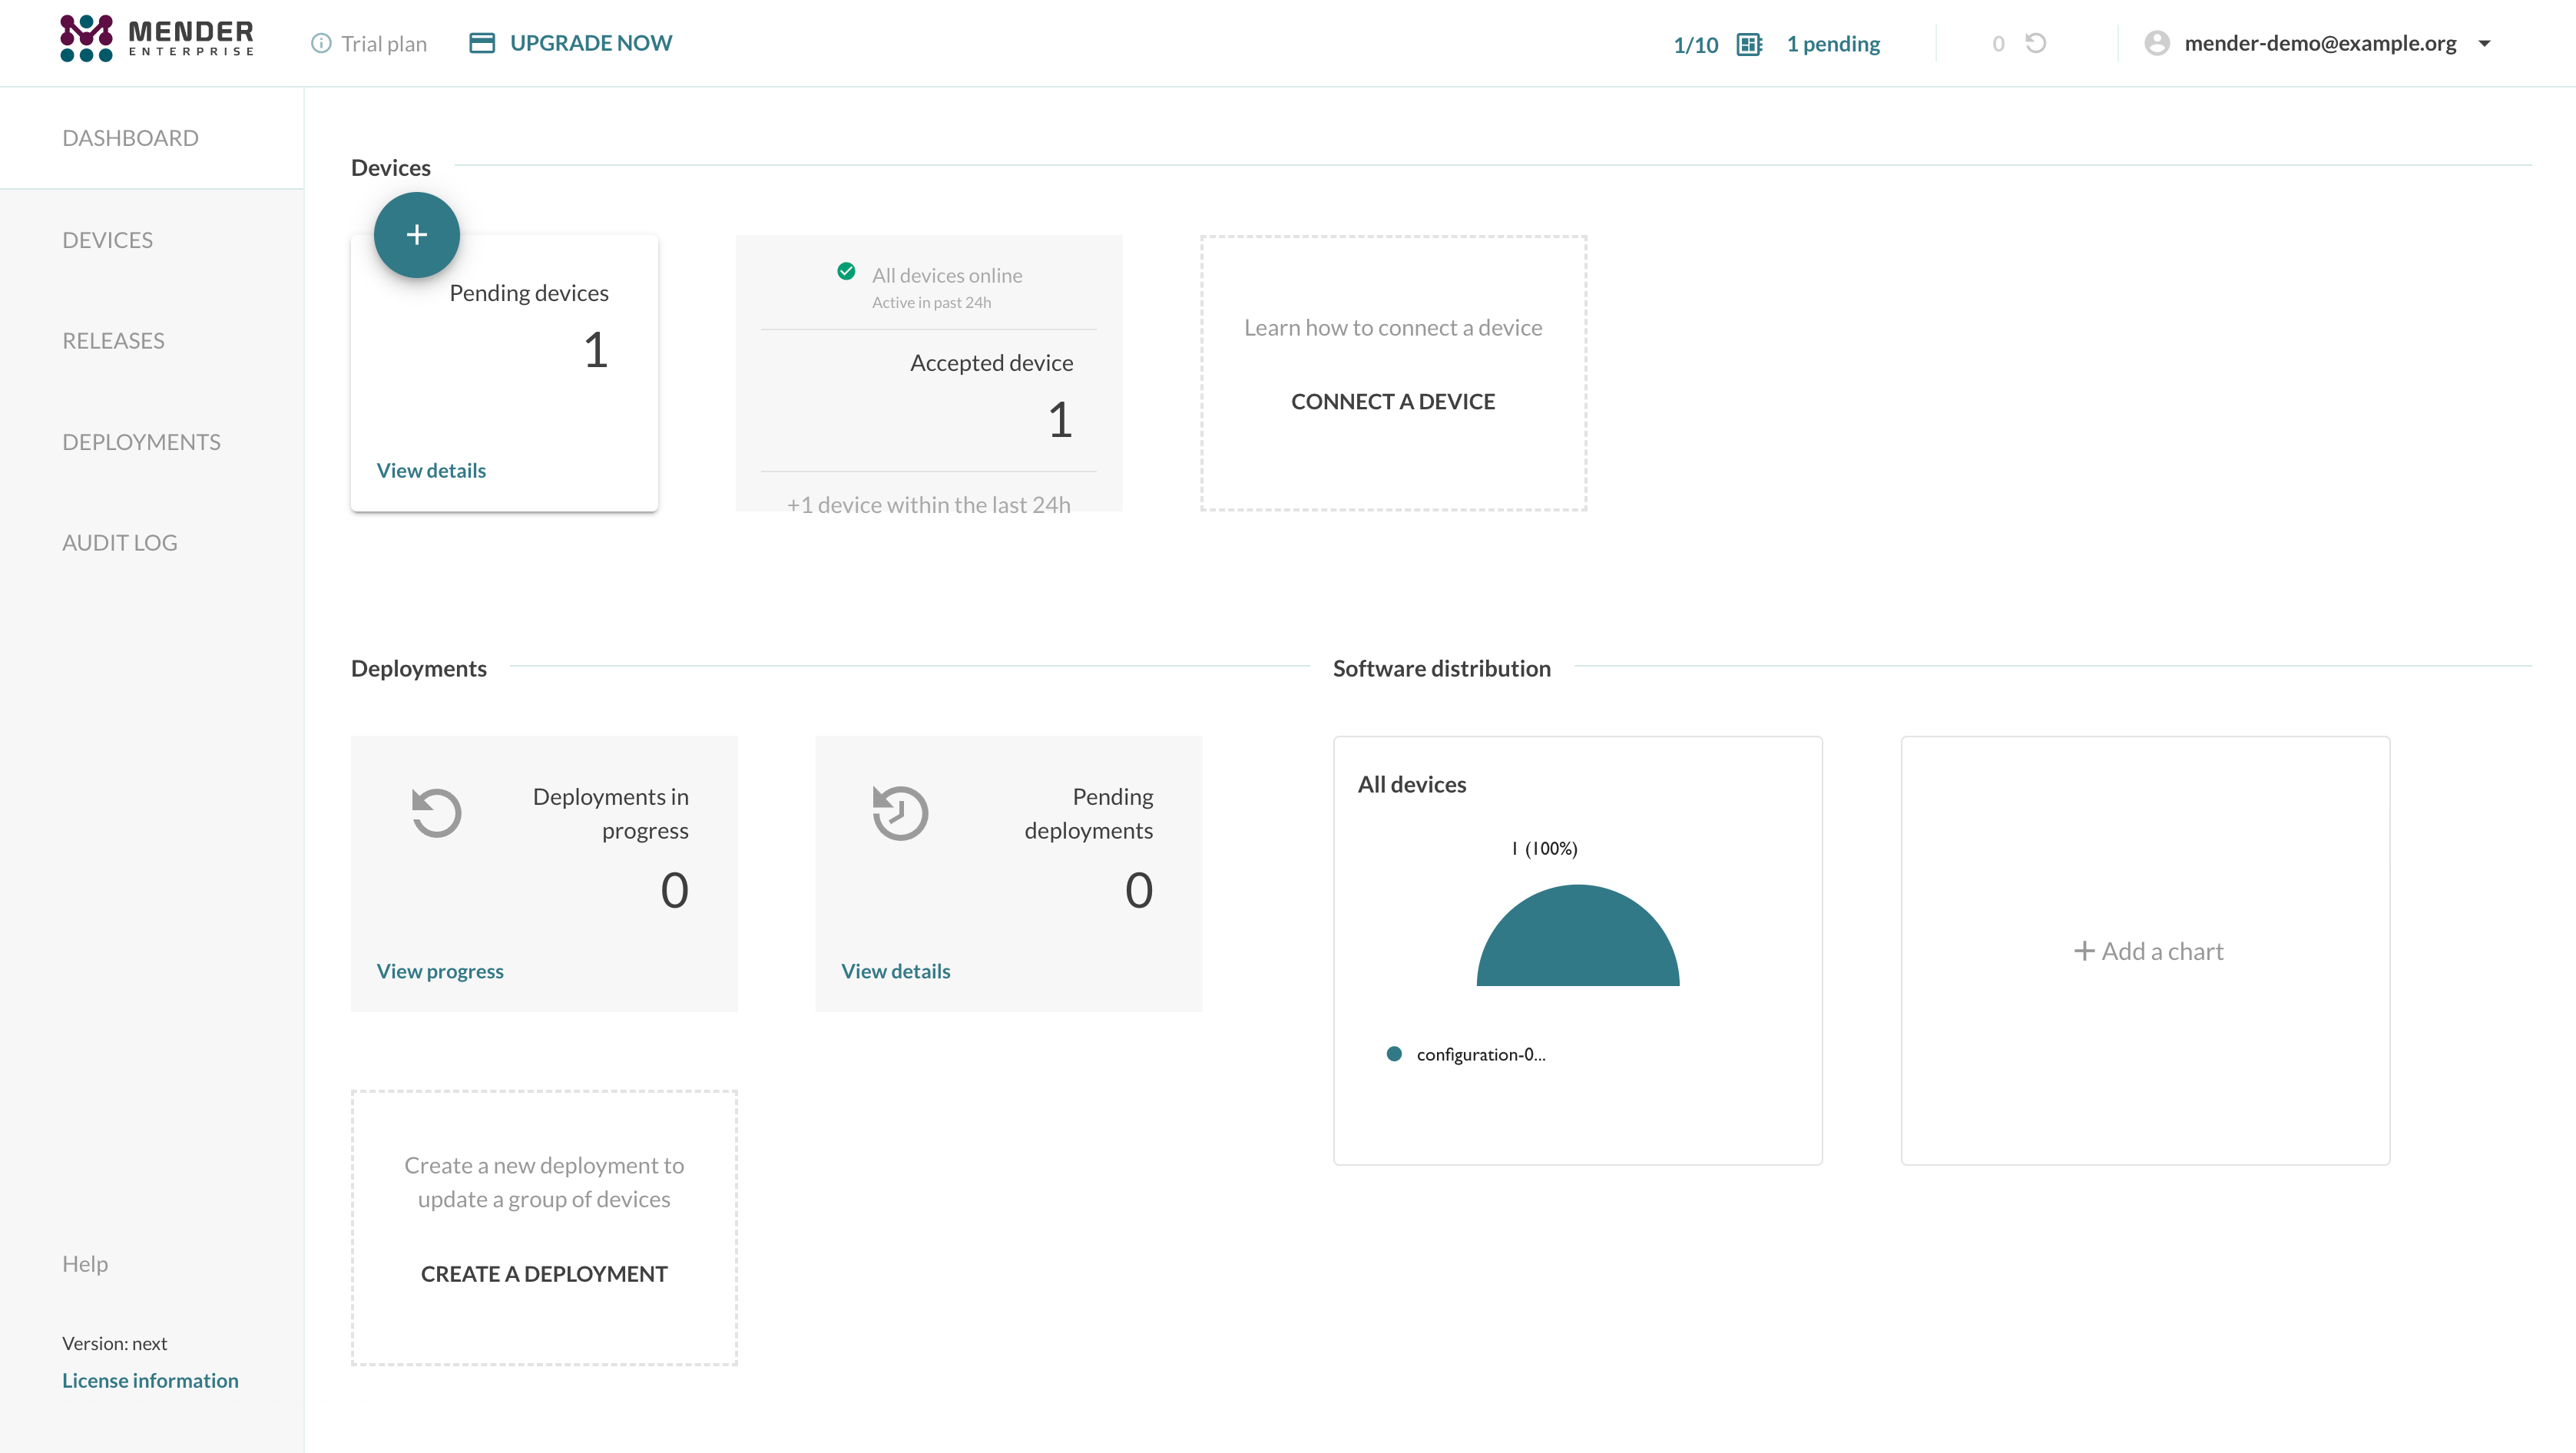 MENDER
ENTERPRISE
Trial plan
UPGRADE NOW
1/10
1 pending
0
mender-demo@example.org
DASHBOARD
DEVICES
RELEASES
DEPLOYMENTS
AUDIT LOG
Help
Version: next
License information
Devices
Pending devices
1
View details
All devices online
Active in past 24h
Accepted device
1
+1 device within the last 24h
Learn how to connect a device
CONNECT A DEVICE
Deployments
Deployments in
progress
0
View progress
Pending
deployments
0
View details
Create a new deployment to
update a group of devices
CREATE A DEPLOYMENT
Software distribution
All devices
1 (100%)
configuration-0...
+ Add a chart